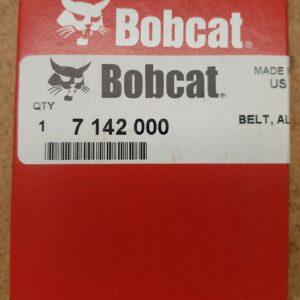 Bobcat®
Bobcat®
MADE
US
QTY
1 7 142 000
BELT, AL